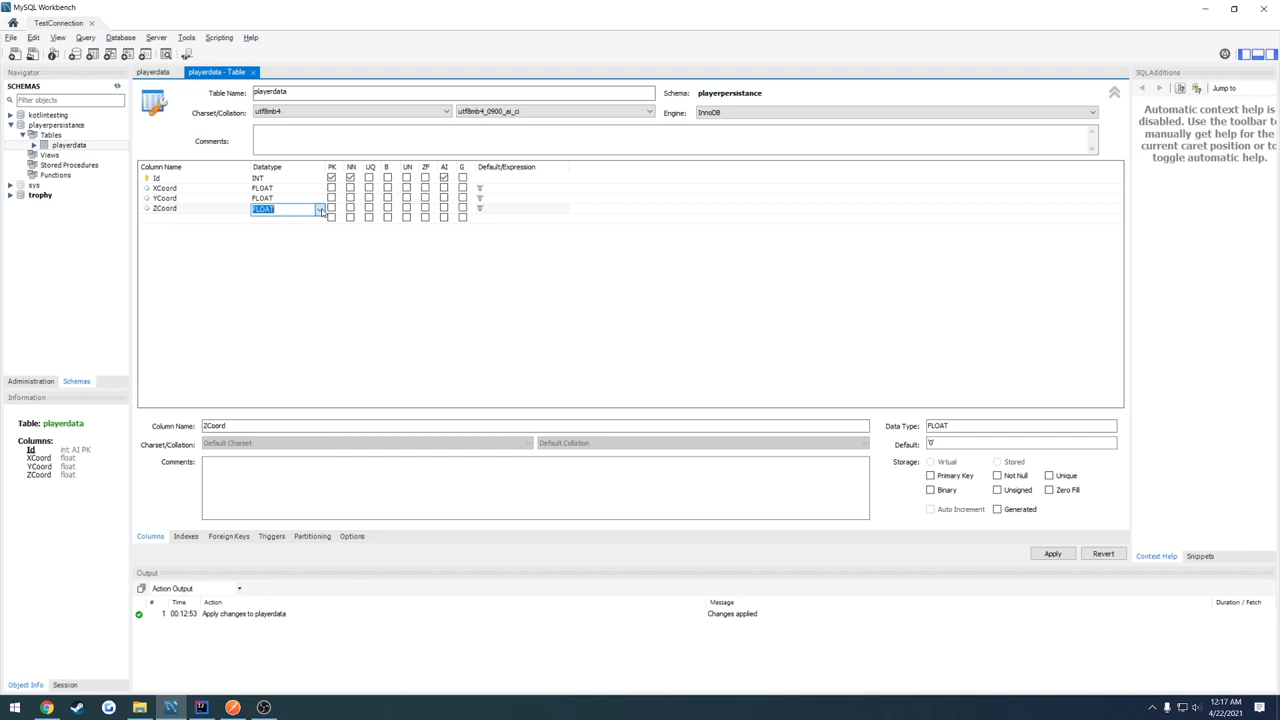 MySQL Workbench
TestConnection
File Edit View Query Database Server Tools Scripting Help
Navigator
SCHEMAS
Filter objects
kotlintesting
playerpersistance
Tables
playerdata
Views
Stored Procedures
Functions
sys
trophy
Administration Schemas
Information
Table: playerdata
Columns:
Id int AI PK
XCoord float
YCoord float
ZCoord float
Object Info Session
playerdata playerdata - Table
Table Name: playerdata Schema: playerpersistance
Charset/Collation: utf8mb4 utf8mb4_0900_ai_ci Engine: InnoDB
Comments:
Column Name Datatype PK NN UQ B UN ZF AI G Default/Expression
Id INT
XCoord FLOAT '0'
YCoord FLOAT '0'
ZCoord FLOAT '0'
Column Name: ZCoord Data Type: FLOAT
Charset/Collation: Default Charset Default Collation Default: '0'
Comments: Storage: Virtual Stored
Primary Key Not Null Unique
Binary Unsigned Zero Fill
Auto Increment Generated
Columns Indexes Foreign Keys Triggers Partitioning Options
Apply Revert
Output
Action Output
# Time Action Message Duration / Fetch
1 00:12:53 Apply changes to playerdata Changes applied
SQLAdditions
Jump to
Automatic context help is
disabled. Use the toolbar to
manually get help for the
current caret position or to
toggle automatic help.
Context Help Snippets
12:17 AM
4/22/2021